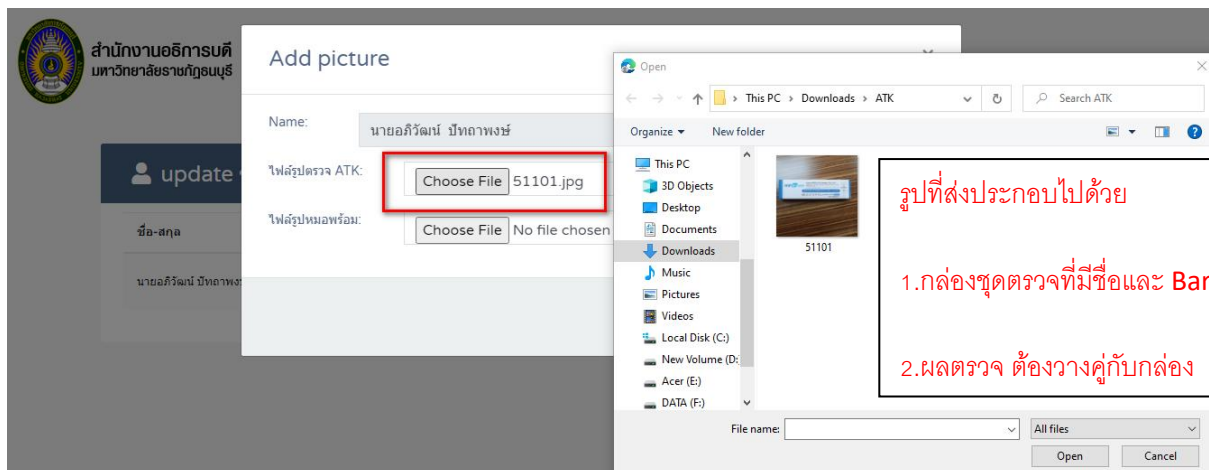 สำนักงานอธิการบดี
มหาวิทยาลัยราชภัฏธนบุรี
Add picture
Name:
นายอภิวัฒน์ ปัทถาพงษ์
ไฟล์รูปตรวจ ATK:
Choose File 51101.jpg
ไฟล์รูปหมอพร้อม:
Choose File No file chosen
update
ชื่อ-สกุล
นายอภิวัฒน์ ปัทถาพงษ์
Open
This PC > Downloads > ATK
Search ATK
Organize
New folder
This PC
3D Objects
Desktop
Documents
Downloads
Music
Pictures
Videos
Local Disk (C:)
New Volume (D:
Acer (E:)
DATA (F:)
51101
รูปที่ส่งประกอบไปด้วย
1.กล่องชุดตรวจที่มีชื่อและ Bar
2.ผลตรวจ ต้องวางคู่กับกล่อง
File name:
All files
Open
Cancel